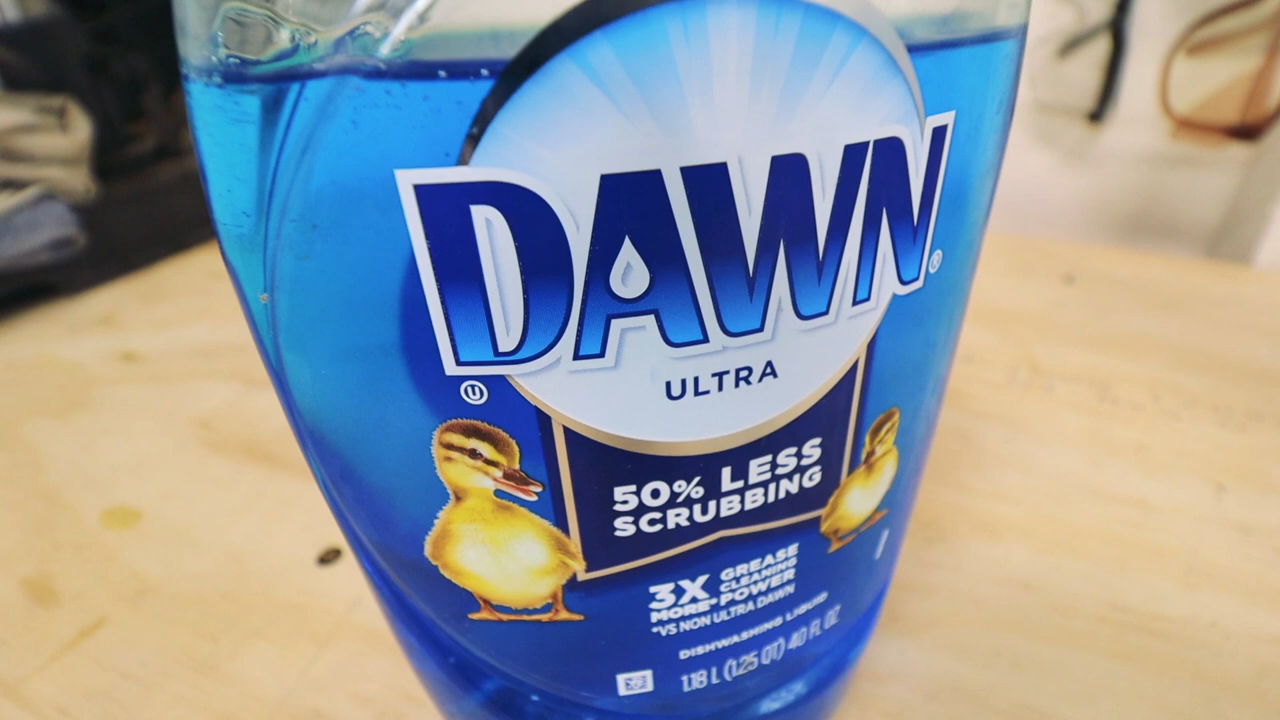 DAWN®
U
ULTRA
50% LESS
SCRUBBING
3X
MORE*
GREASE
CLEANING
POWER
*VS NON ULTRA DAWN
DISHWASHING LIQUID
1.18 L (1.25 QT) 40 FL OZ